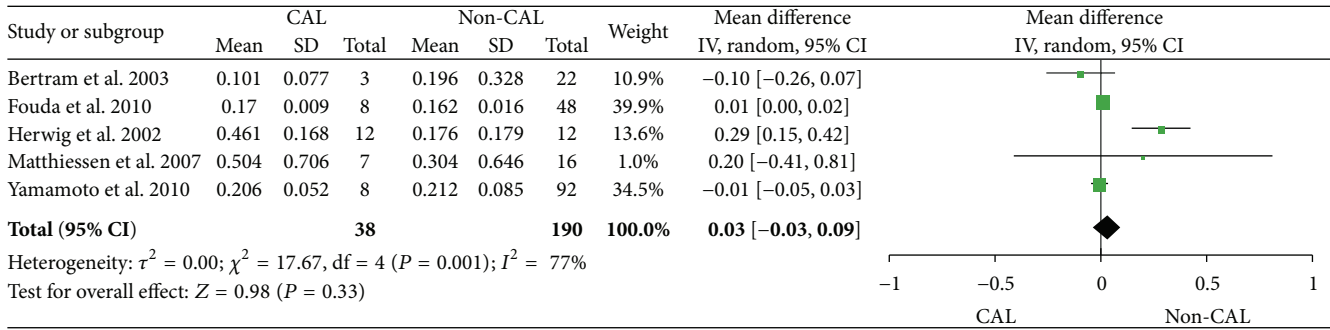 Study or subgroup CAL Non-CAL Weight Mean difference Mean difference
Mean SD Total Mean SD Total IV, random, 95% CI IV, random, 95% CI
Bertram et al. 2003 0.101 0.077 3 0.196 0.328 22 10.9% −0.10 [−0.26, 0.07]
Fouda et al. 2010 0.17 0.009 8 0.162 0.016 48 39.9% 0.01 [0.00, 0.02]
Herwig et al. 2002 0.461 0.168 12 0.176 0.179 12 13.6% 0.29 [0.15, 0.42]
Matthiessen et al. 2007 0.504 0.706 7 0.304 0.646 16 1.0% 0.20 [−0.41, 0.81]
Yamamoto et al. 2010 0.206 0.052 8 0.212 0.085 92 34.5% −0.01 [−0.05, 0.03]
Total (95% CI) 38 190 100.0% 0.03 [−0.03, 0.09]
Heterogeneity: τ² = 0.00; χ² = 17.67, df = 4 (P = 0.001); I² = 77%
Test for overall effect: Z = 0.98 (P = 0.33)
−1 −0.5 0 0.5 1
CAL Non-CAL